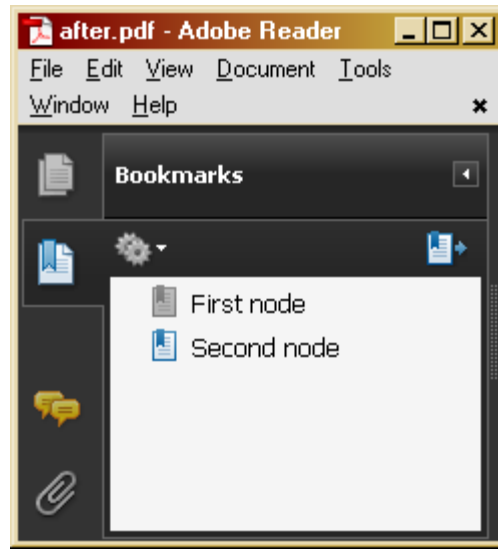 after.pdf - Adobe Reader
File Edit View Document Tools
Window Help
Bookmarks
First node
Second node